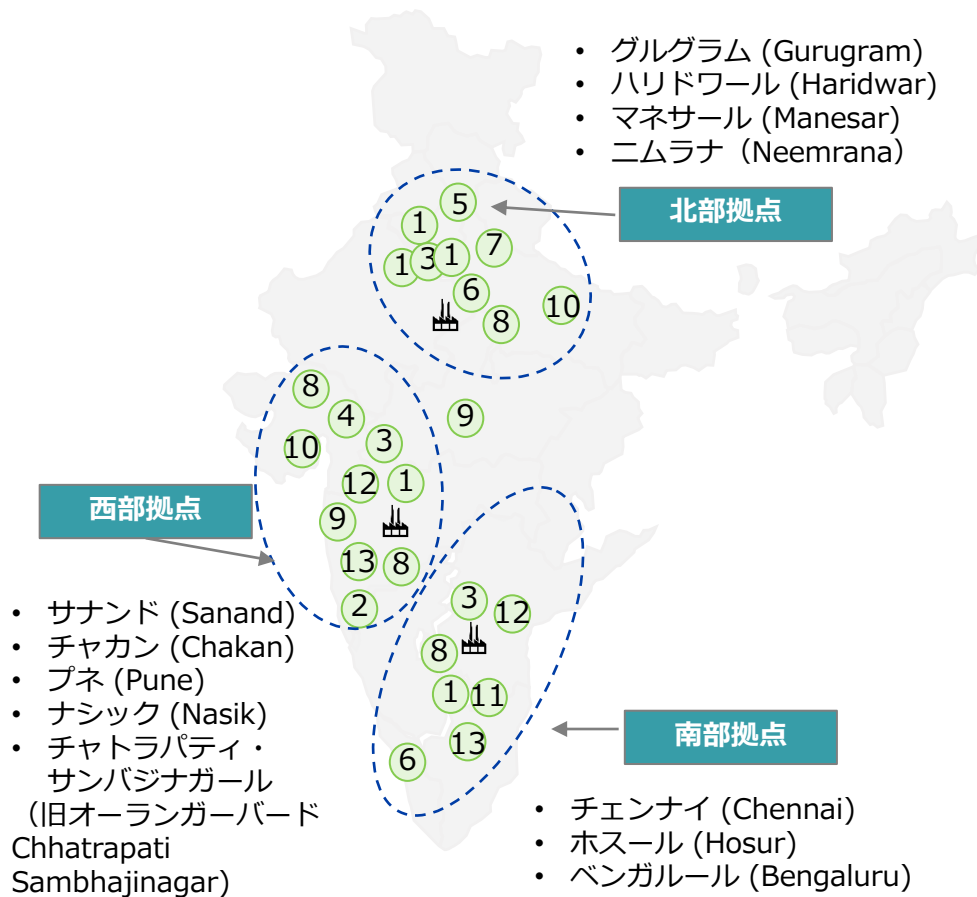 • グルグラム (Gurugram)
• ハリドワール (Haridwar)
• マネサール (Manesar)
• ニムラナ（Neemrana）
北部拠点
5
1
7
1
3
1
6
10
8
8
4
9
3
10
12
1
西部拠点
9
13
8
2
3
12
8
1
11
13
6
南部拠点
• サナンド (Sanand)
• チャカン (Chakan)
• プネ (Pune)
• ナシック (Nasik)
• チャトラパティ・
サンバジナガール
（旧オーランガーバード
Chhatrapati
Sambhajinagar)
• チェンナイ (Chennai)
• ホスール (Hosur)
• ベンガルール (Bengaluru)